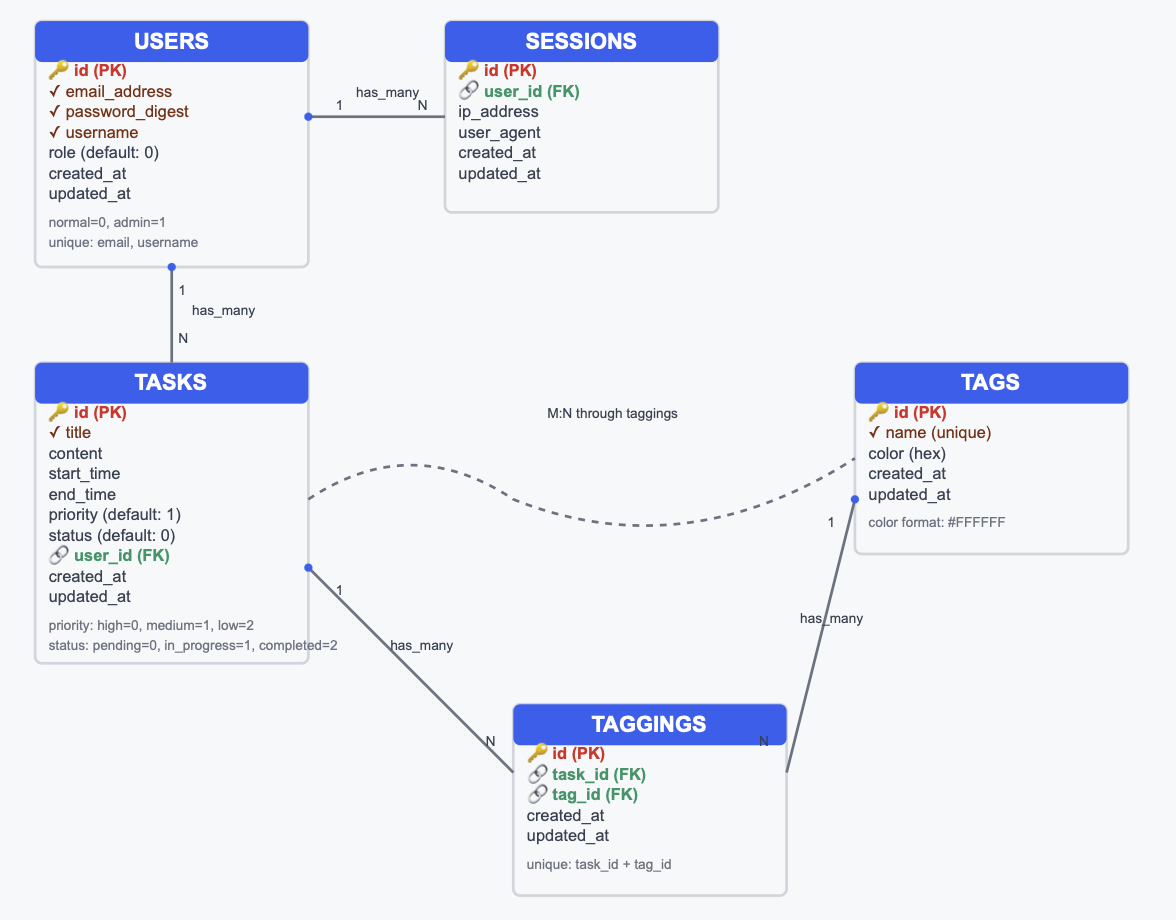 USERS
🔑 id (PK)
✓ email_address
✓ password_digest
✓ username
role (default: 0)
created_at
updated_at
normal=0, admin=1
unique: email, username
has_many
1
N
SESSIONS
🔑 id (PK)
🔗 user_id (FK)
ip_address
user_agent
created_at
updated_at
1
has_many
N
TASKS
🔑 id (PK)
✓ title
content
start_time
end_time
priority (default: 1)
status (default: 0)
🔗 user_id (FK)
created_at
updated_at
priority: high=0, medium=1, low=2
status: pending=0, in_progress=1, completed=2
M:N through taggings
TAGS
🔑 id (PK)
✓ name (unique)
color (hex)
created_at
updated_at
color format: #FFFFFF
1
has_many
N
1
has_many
N
TAGGINGS
🔑 id (PK)
🔗 task_id (FK)
🔗 tag_id (FK)
created_at
updated_at
unique: task_id + tag_id